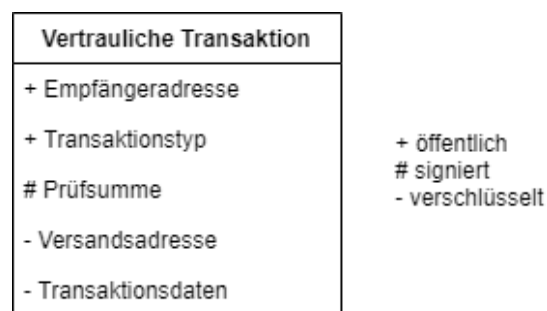 Vertrauliche Transaktion
+ Empfängeradresse
+ Transaktionstyp
# Prüfsumme
- Versandsadresse
- Transaktionsdaten
+ öffentlich
# signiert
- verschlüsselt